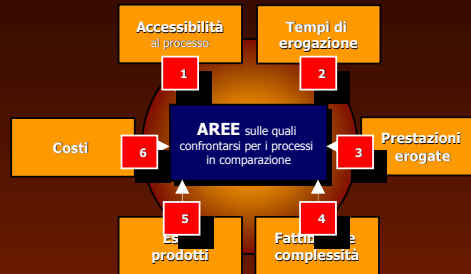 Accessibilità
al processo
1
Tempi di
erogazione
2
AREE sulle quali
confrontarsi per i processi
in comparazione
Costi
6
3
Prestazioni
erogate
5
prodotti
4
complessità